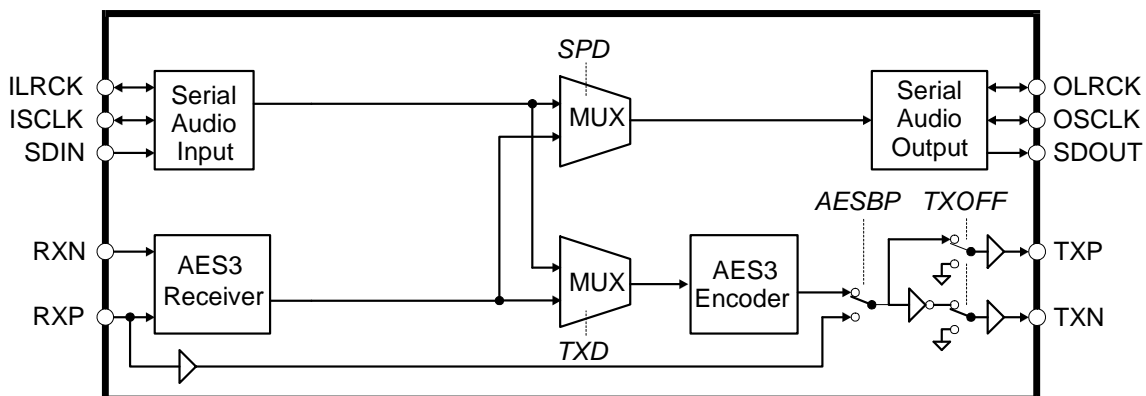 SPD
ILRCK
ISCLK
SDIN
Serial
Audio
Input
MUX
Serial
Audio
Output
OLRCK
OSCLK
SDOUT
AESBP
TXOFF
RXN
RXP
AES3
Receiver
MUX
TXD
AES3
Encoder
TXP
TXN